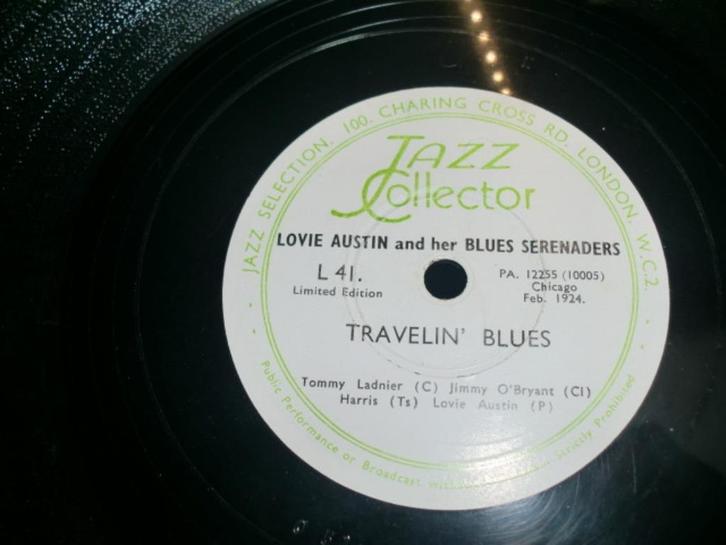 JAZZ SELECTION. 100. CHARING CROSS RD. LONDON. W.C.2.
JAZZ
Collector
LOVIE AUSTIN and her BLUES SERENADERS
L 41.
Limited Edition
PA. 12255 (10005)
Chicago
Feb. 1924.
TRAVELIN' BLUES
Tommy Ladnier (C) Jimmy O'Bryant (Cl)
Harris (Ts) Lovie Austin (P)
Public Performance or Broadcast Strictly Prohibited